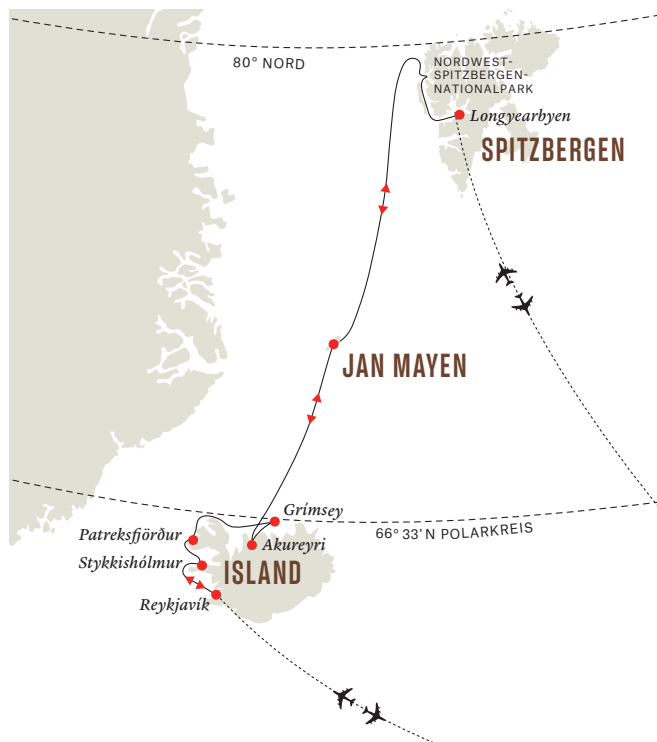 80° NORD
NORDWEST-
SPITZBERGEN-
NATIONALPARK
Longyearbyen
SPITZBERGEN
JAN MAYEN
Grímsey
66° 33´ N POLARKREIS
Patreksfjörður
Akureyri
Stykkishólmur
ISLAND
Reykjavík